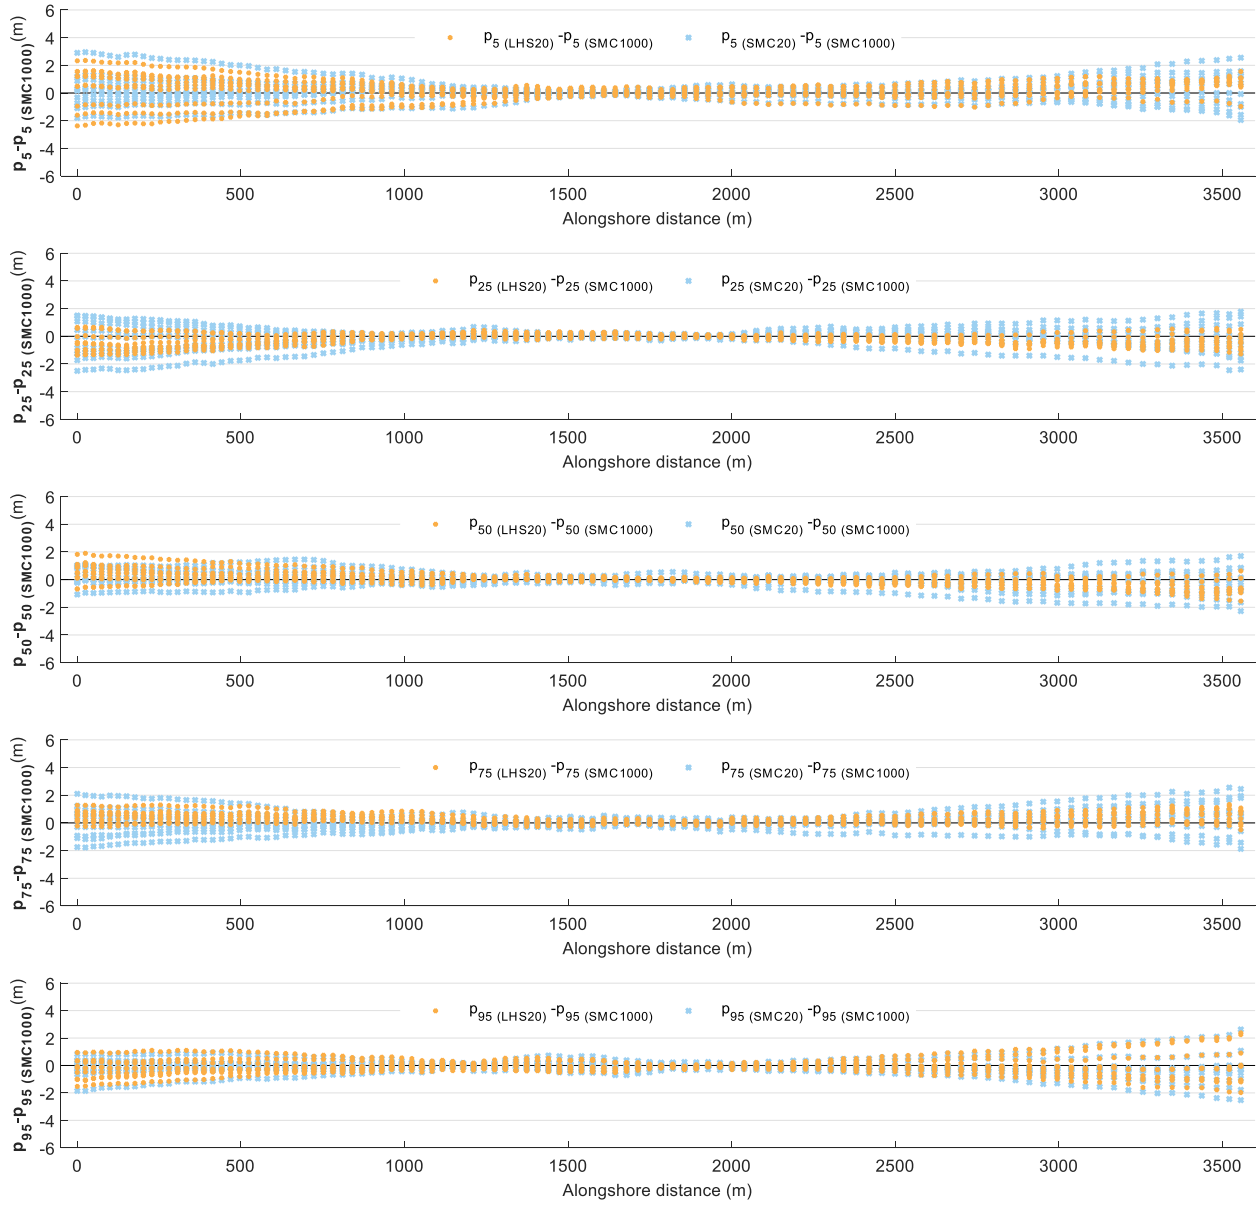 p5-p5 (SMC1000)(m)
6
4
2
0
-2
-4
-6
p5 (LHS20) -p5 (SMC1000)
p5 (SMC20) -p5 (SMC1000)
0 500 1000 1500 2000 2500 3000 3500
Alongshore distance (m)
p25-p25 (SMC1000)(m)
6
4
2
0
-2
-4
-6
p25 (LHS20) -p25 (SMC1000)
p25 (SMC20) -p25 (SMC1000)
0 500 1000 1500 2000 2500 3000 3500
Alongshore distance (m)
p50-p50 (SMC1000)(m)
6
4
2
0
-2
-4
-6
p50 (LHS20) -p50 (SMC1000)
p50 (SMC20) -p50 (SMC1000)
0 500 1000 1500 2000 2500 3000 3500
Alongshore distance (m)
p75-p75 (SMC1000)(m)
6
4
2
0
-2
-4
-6
p75 (LHS20) -p75 (SMC1000)
p75 (SMC20) -p75 (SMC1000)
0 500 1000 1500 2000 2500 3000 3500
Alongshore distance (m)
p95-p95 (SMC1000)(m)
6
4
2
0
-2
-4
-6
p95 (LHS20) -p95 (SMC1000)
p95 (SMC20) -p95 (SMC1000)
0 500 1000 1500 2000 2500 3000 3500
Alongshore distance (m)